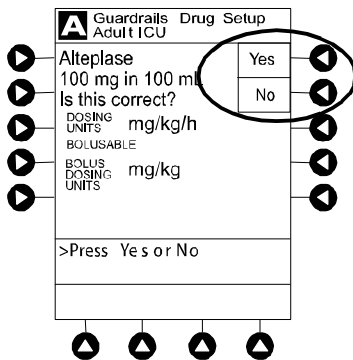 A Guardrails Drug Setup
Adult ICU
Alteplase
100 mg in 100 mL
Is this correct?
Yes
No
DOSING
UNITS mg/kg/h
BOLUSABLE
BOLUS
DOSING
UNITS mg/kg
>Press Yes or No